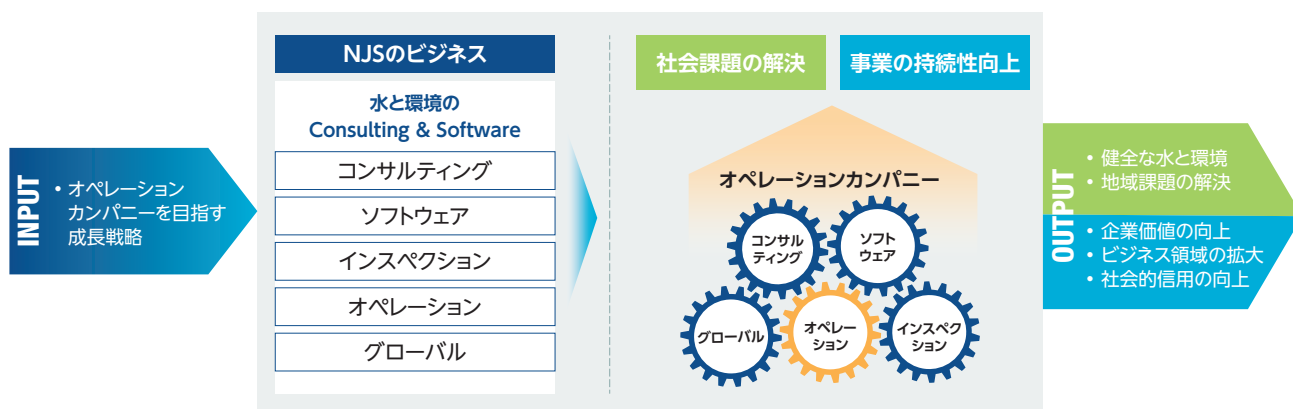 INPUT
・オペレーション
カンパニーを目指す
成長戦略
NJSのビジネス
水と環境の
Consulting & Software
コンサルティング
ソフトウェア
インスペクション
オペレーション
グローバル
社会課題の解決
事業の持続性向上
オペレーションカンパニー
コンサル
ティング
ソフト
ウェア
グローバル
オペレー
ション
インスペク
ション
OUTPUT
・健全な水と環境
・地域課題の解決
・企業価値の向上
・ビジネス領域の拡大
・社会的信用の向上